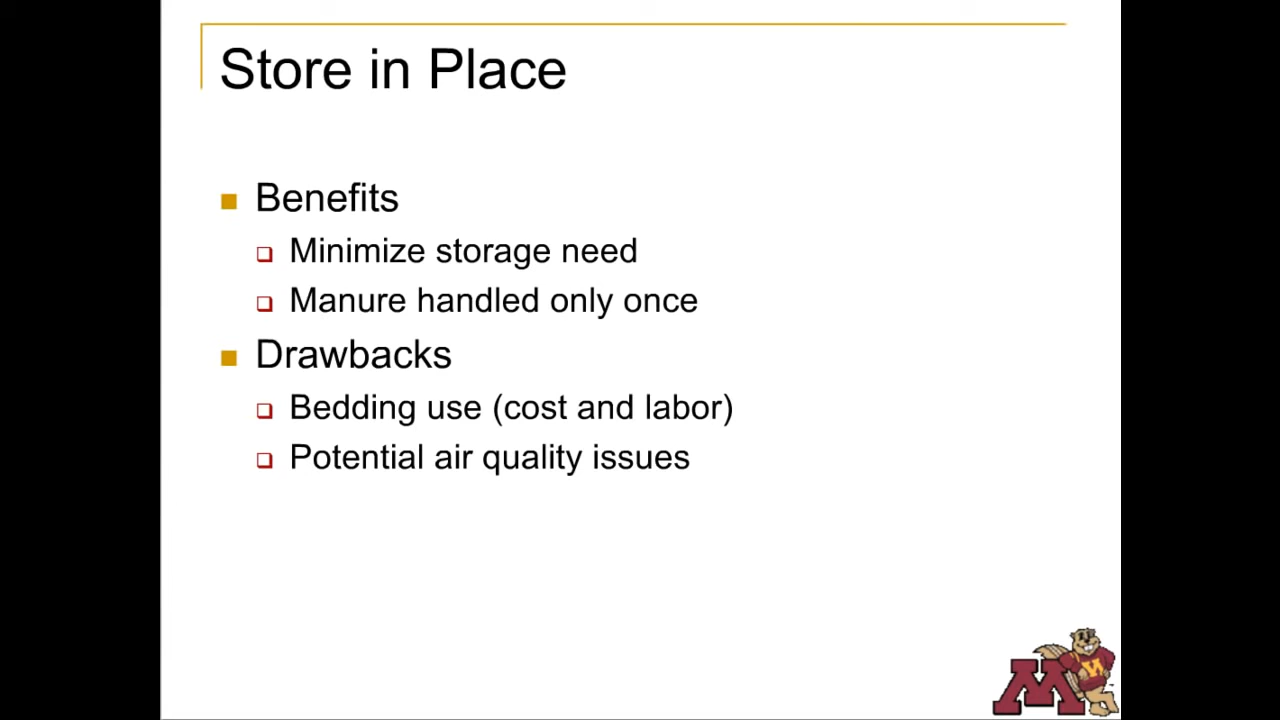 Store in Place
Benefits
Minimize storage need
Manure handled only once
Drawbacks
Bedding use (cost and labor)
Potential air quality issues
M